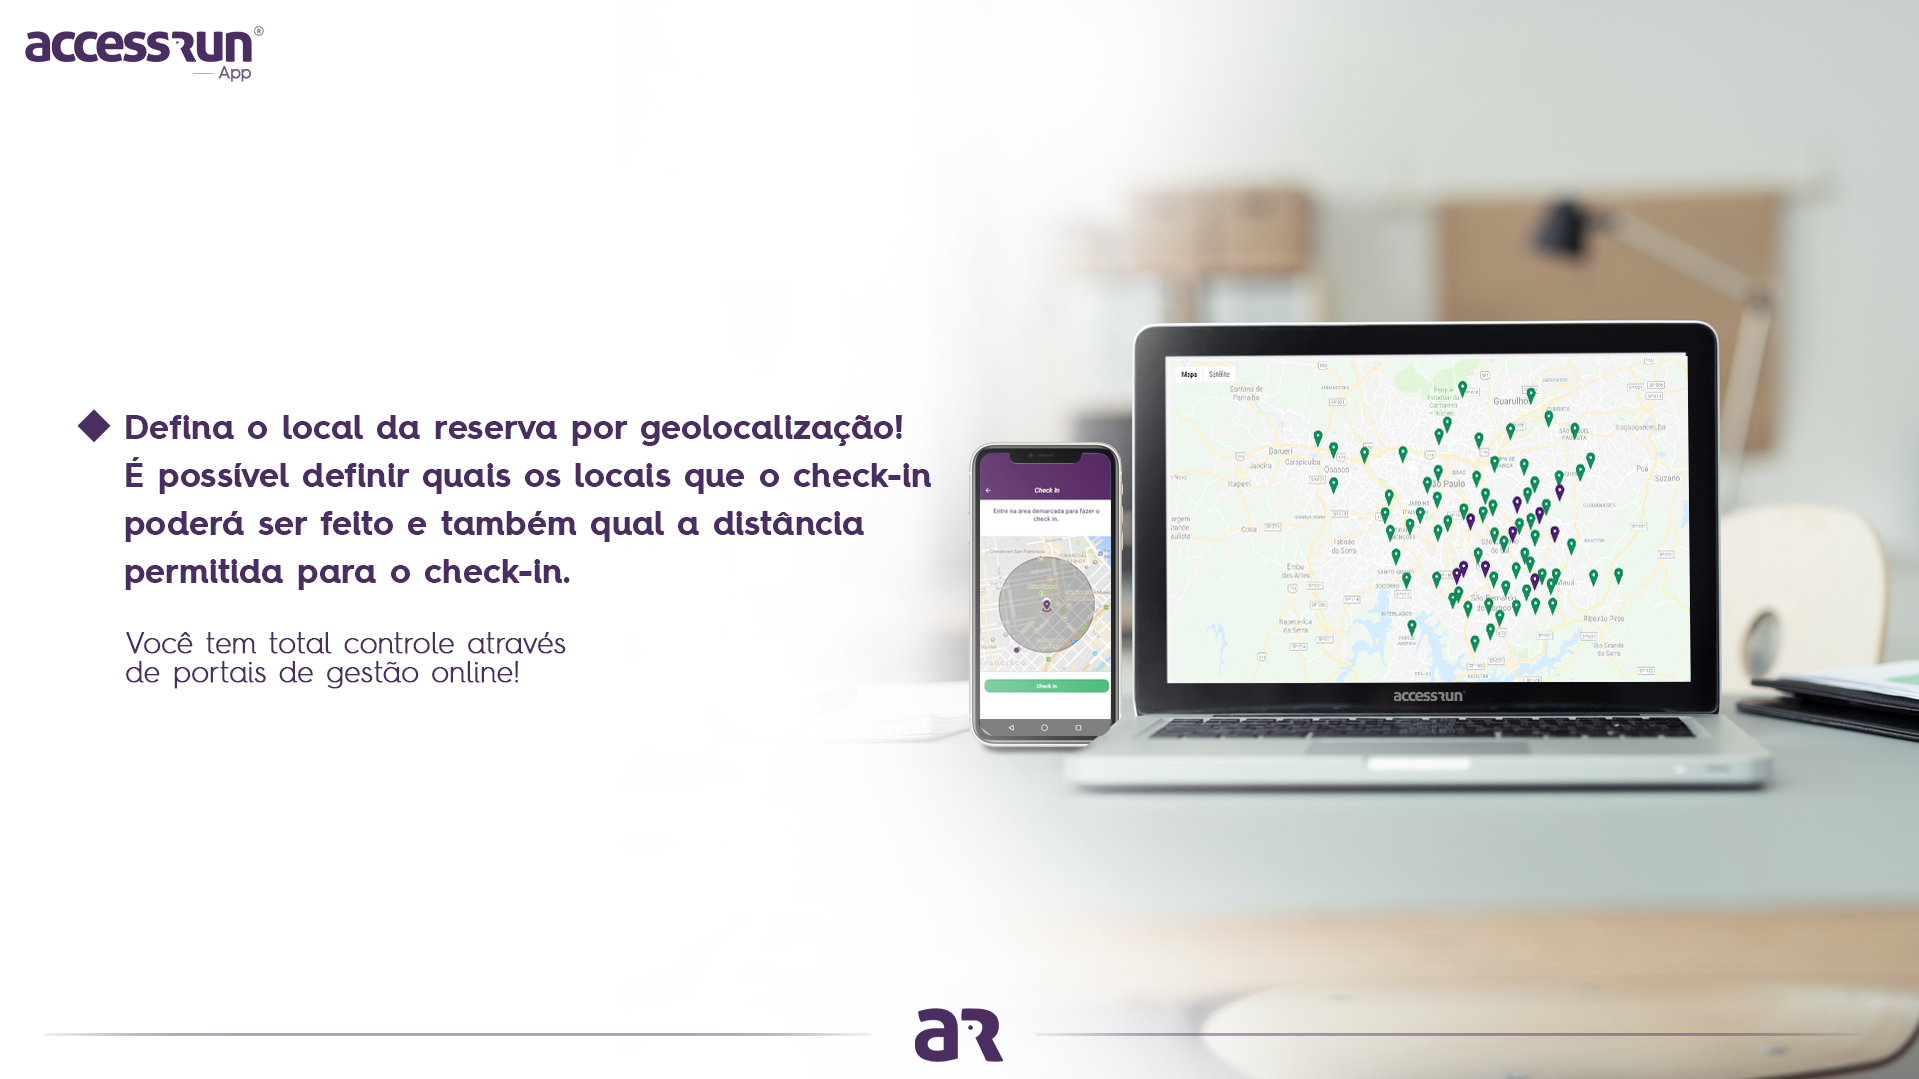 accessrun®
App
Defina o local da reserva por geolocalização!
É possível definir quais os locais que o check-in
poderá ser feito e também qual a distância
permitida para o check-in.
Você tem total controle através
de portais de gestão online!
Check In
Entre na área demarcada para fazer o
check in.
Check In
Mapa Satélite
Santana de
Parnaíba
Guarulho
Barueri
Carapicuíba
Jandira
Osasco
Itapevi
São Paulo
Poá
Suzano
Cotia
Taboão
da Serra
Embu
das Artes
Mauá
Ribeirão Pires
Itapecerica
da Serra
Rio Grande
da Serra
accessrun
aR